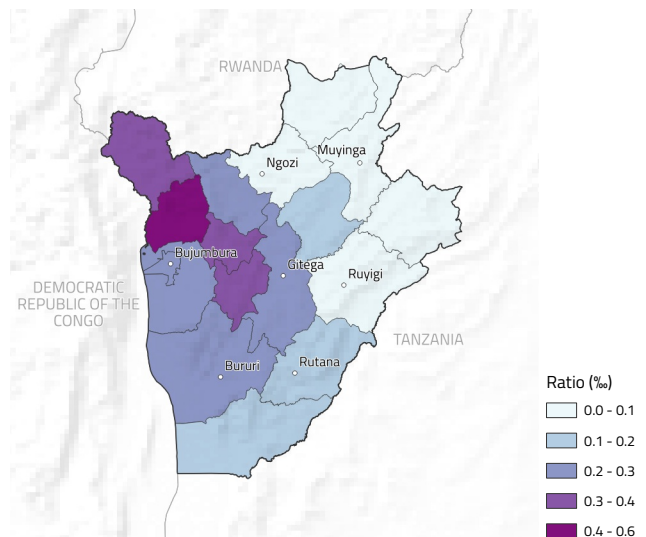 RWANDA
Muyinga
Ngozi
Bujumbura
Gitega
Ruyigi
DEMOCRATIC
REPUBLIC OF THE
CONGO
TANZANIA
Bururi
Rutana
Ratio (‰)
0.0 - 0.1
0.1 - 0.2
0.2 - 0.3
0.3 - 0.4
0.4 - 0.6